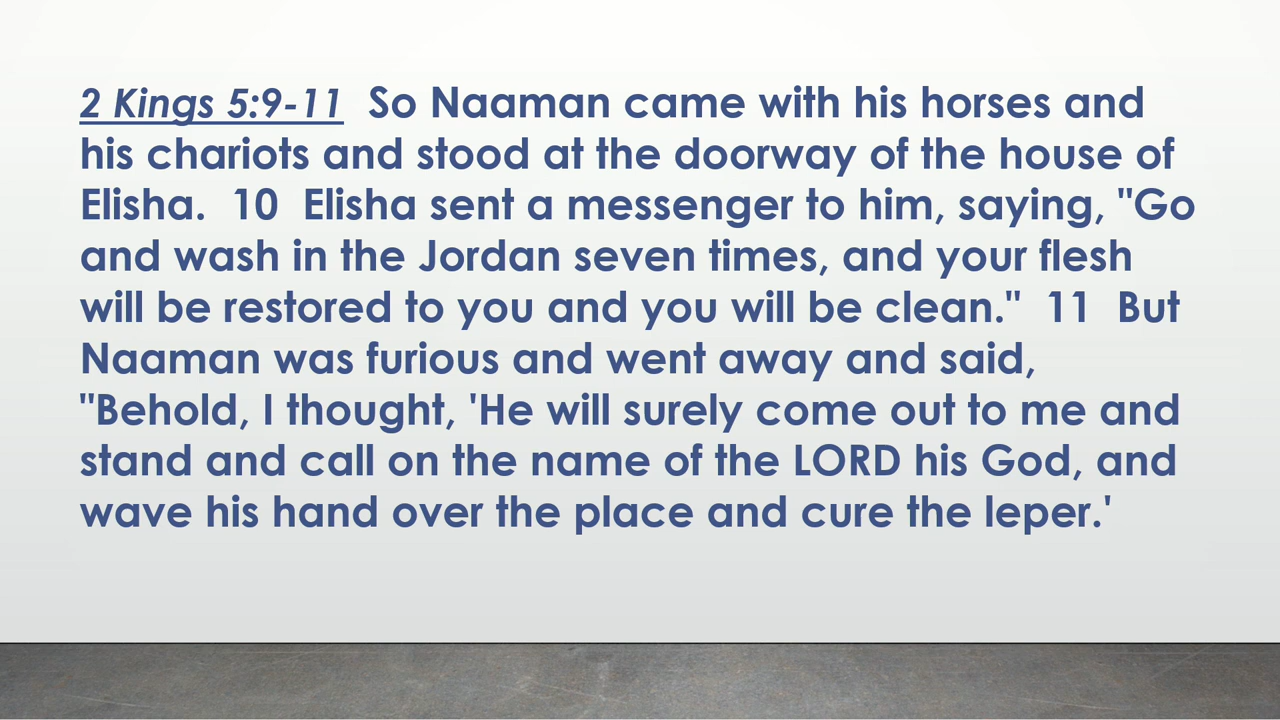 2 Kings 5:9-11  So Naaman came with his horses and
his chariots and stood at the doorway of the house of
Elisha.  10  Elisha sent a messenger to him, saying, "Go
and wash in the Jordan seven times, and your flesh
will be restored to you and you will be clean."  11  But
Naaman was furious and went away and said,
"Behold, I thought, 'He will surely come out to me and
stand and call on the name of the LORD his God, and
wave his hand over the place and cure the leper.'